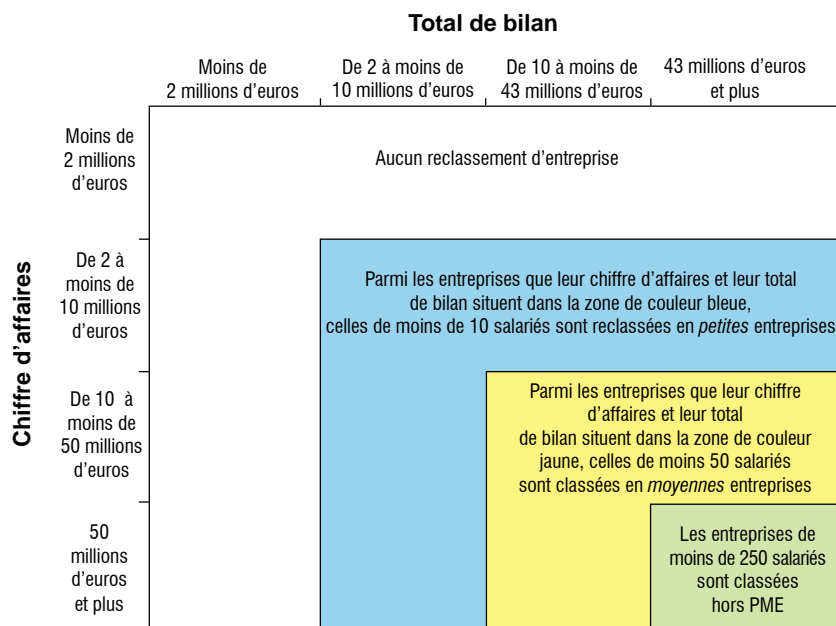 Total de bilan
Moins de
2 millions d'euros
De 2 à moins de
10 millions d'euros
De 10 à moins de
43 millions d'euros
43 millions d'euros
et plus
Chiffre d'affaires
Moins de
2 millions
d'euros
Aucun reclassement d'entreprise
De 2 à
moins de
10 millions
d'euros
Parmi les entreprises que leur chiffre d'affaires et leur total
de bilan situent dans la zone de couleur bleue,
celles de moins de 10 salariés sont reclassées en petites entreprises
De 10 à
moins de
50 millions
d'euros
Parmi les entreprises que leur chiffre
d'affaires et leur total
de bilan situent dans la zone de couleur
jaune, celles de moins 50 salariés
sont classées en moyennes entreprises
50
millions
d'euros
et plus
Les entreprises de
moins de 250 salariés
sont classées
hors PME